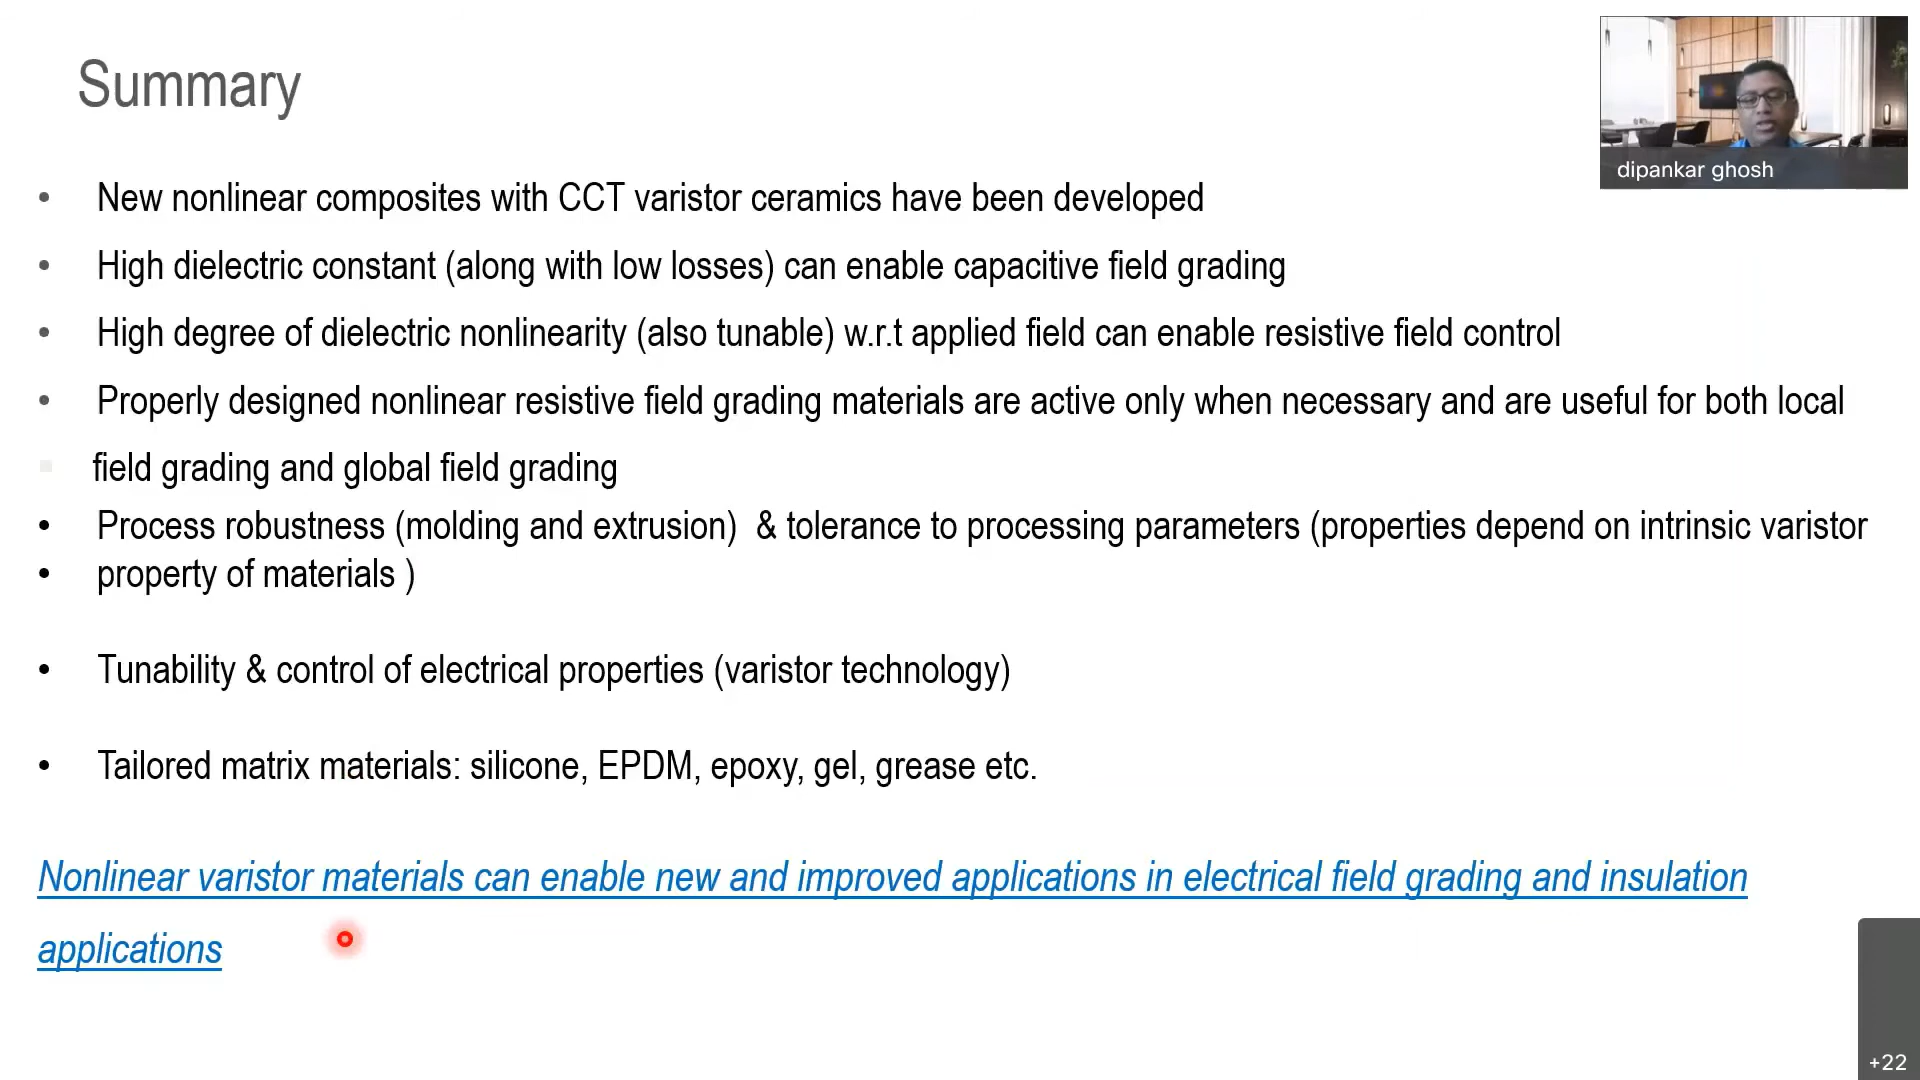 Summary
dipankar ghosh
• New nonlinear composites with CCT varistor ceramics have been developed
• High dielectric constant (along with low losses) can enable capacitive field grading
• High degree of dielectric nonlinearity (also tunable) w.r.t applied field can enable resistive field control
• Properly designed nonlinear resistive field grading materials are active only when necessary and are useful for both local
field grading and global field grading
• Process robustness (molding and extrusion) & tolerance to processing parameters (properties depend on intrinsic varistor
• property of materials )
• Tunability & control of electrical properties (varistor technology)
• Tailored matrix materials: silicone, EPDM, epoxy, gel, grease etc.
Nonlinear varistor materials can enable new and improved applications in electrical field grading and insulation
applications
+22